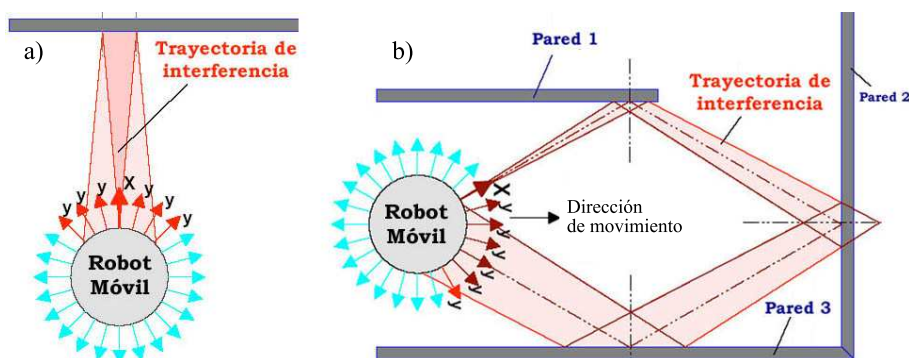 a)
Trayectoria de
interferencia
y
y
y
X
y
y
y
Robot
Móvil
b)
Pared 1
Trayectoria de
interferencia
Pared 2
X
y
y
y
y
y
Robot
Móvil
Dirección
de movimiento
Pared 3